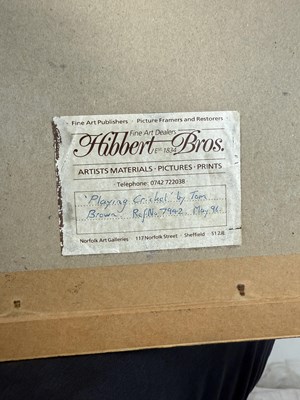 Fine Art Publishers · Picture Framers and Restorers
Fine Art Dealers
Hibbert Bros.
Est 1834
ARTISTS MATERIALS · PICTURES · PRINTS
Telephone: 0742 722038
"Playing Cricket" by Tom
Brown. Ref.No. 7942. May.96.
Norfolk Art Galleries · 117 Norfolk Street · Sheffield · S1 2JB